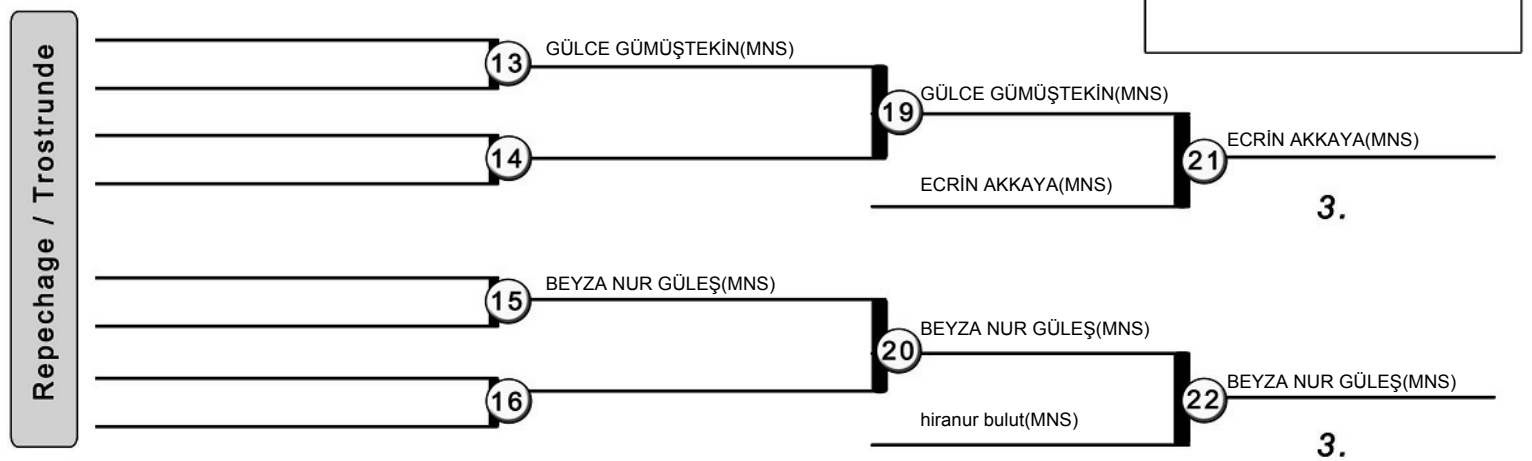 Repechage / Trostrunde
13
GÜLCE GÜMÜŞTEKİN(MNS)
14
19
GÜLCE GÜMÜŞTEKİN(MNS)
ECRİN AKKAYA(MNS)
21
ECRİN AKKAYA(MNS)
3.
15
BEYZA NUR GÜLEŞ(MNS)
16
20
BEYZA NUR GÜLEŞ(MNS)
hiranur bulut(MNS)
22
BEYZA NUR GÜLEŞ(MNS)
3.